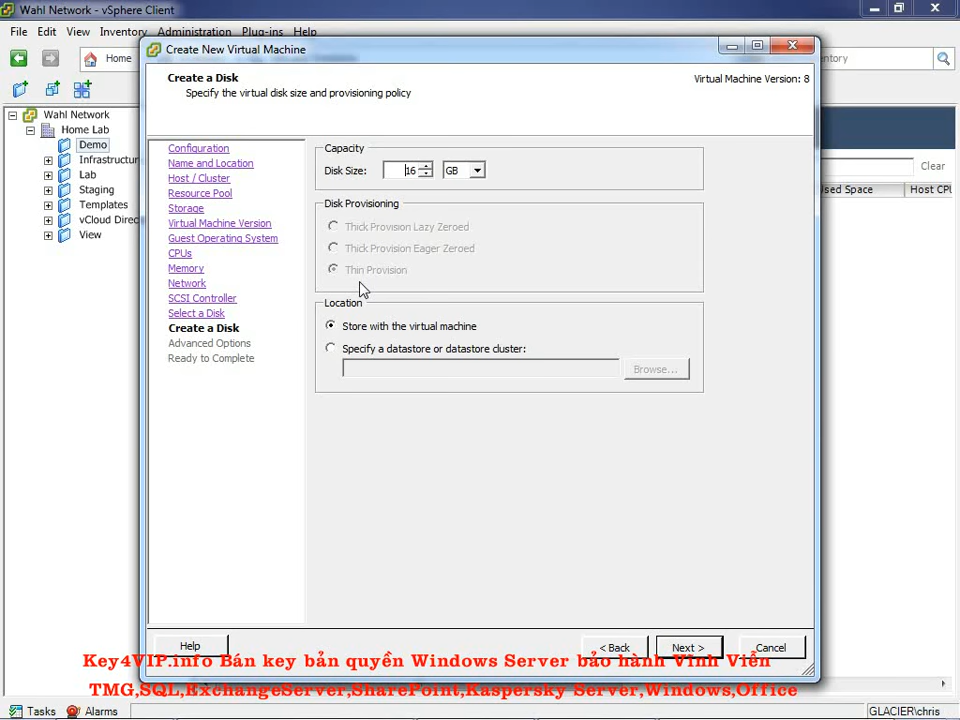 Wahl Network - vSphere Client
File Edit View Inventory Administration Plug-ins Help
Home
Create New Virtual Machine
Create a Disk
Specify the virtual disk size and provisioning policy
Virtual Machine Version: 8
Wahl Network
Home Lab
Demo
Infrastructur
Lab
Staging
Templates
vCloud Direc
View
Configuration
Name and Location
Host / Cluster
Resource Pool
Storage
Virtual Machine Version
Guest Operating System
CPUs
Memory
Network
SCSI Controller
Select a Disk
Create a Disk
Advanced Options
Ready to Complete
Capacity
Disk Size: 16 GB
Disk Provisioning
Thick Provision Lazy Zeroed
Thick Provision Eager Zeroed
Thin Provision
Location
Store with the virtual machine
Specify a datastore or datastore cluster:
Browse...
Clear
Used Space Host CPU
Help < Back Next > Cancel
Key4VIP.info Bán key bản quyền Windows Server bảo hành Vĩnh Viễn
TMG,SQL,ExchangeServer,SharePoint,Kaspersky Server,Windows,Office
Tasks Alarms
GLACIER\chris